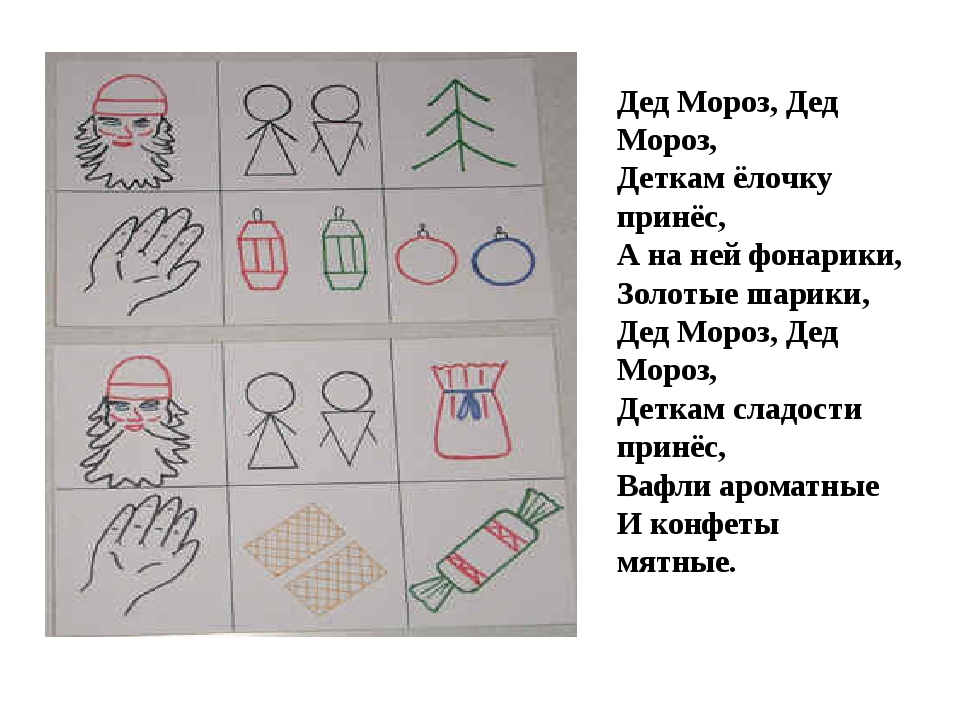 Дед Мороз, Дед
Мороз,
Деткам ёлочку
принёс,
А на ней фонарики,
Золотые шарики,
Дед Мороз, Дед
Мороз,
Деткам сладости
принёс,
Вафли ароматные
И конфеты
мятные.